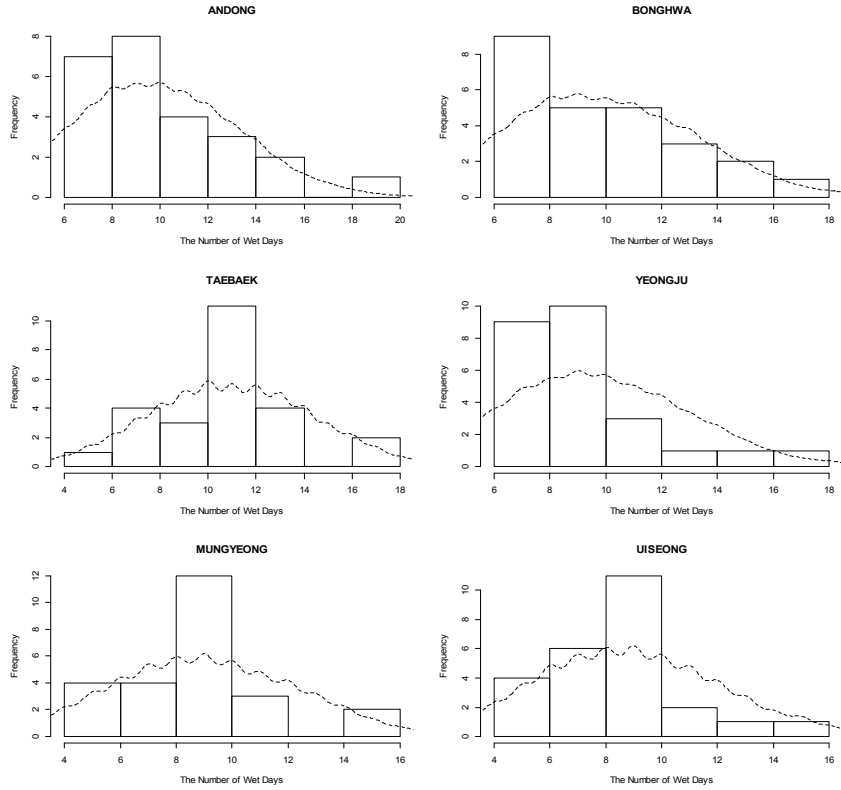 ANDONG
Frequency
0 2 4 6 8
6 8 10 12 14 16 18 20
The Number of Wet Days
BONGHWA
Frequency
0 2 4 6 8
6 8 10 12 14 16 18
The Number of Wet Days
TAEBAEK
Frequency
0 2 4 6 8 10
4 6 8 10 12 14 16 18
The Number of Wet Days
YEONGJU
Frequency
0 2 4 6 8 10
6 8 10 12 14 16 18
The Number of Wet Days
MUNGYEONG
Frequency
0 2 4 6 8 10 12
4 6 8 10 12 14 16
The Number of Wet Days
UISEONG
Frequency
0 2 4 6 8 10
4 6 8 10 12 14 16
The Number of Wet Days